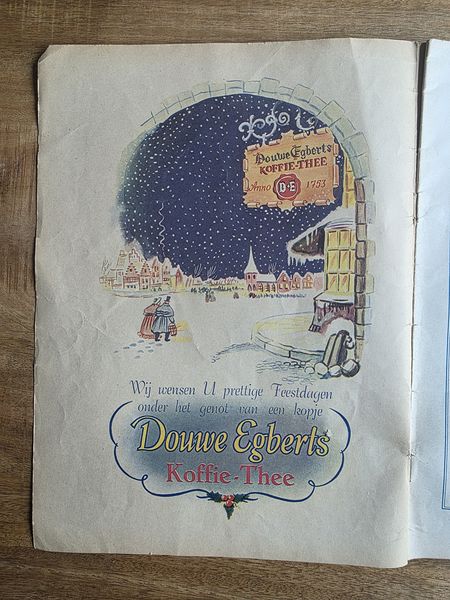 Douwe Egberts
KOFFIE-THEE
Anno D·E 1753
Wij wensen U prettige Feestdagen
onder het genot van een kopje
Douwe Egberts
Koffie-Thee